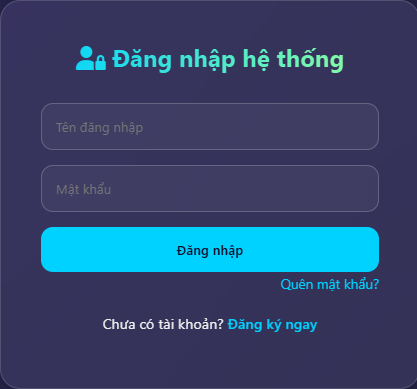 Đăng nhập hệ thống
Tên đăng nhập
Mật khẩu
Đăng nhập
Quên mật khẩu?
Chưa có tài khoản? Đăng ký ngay